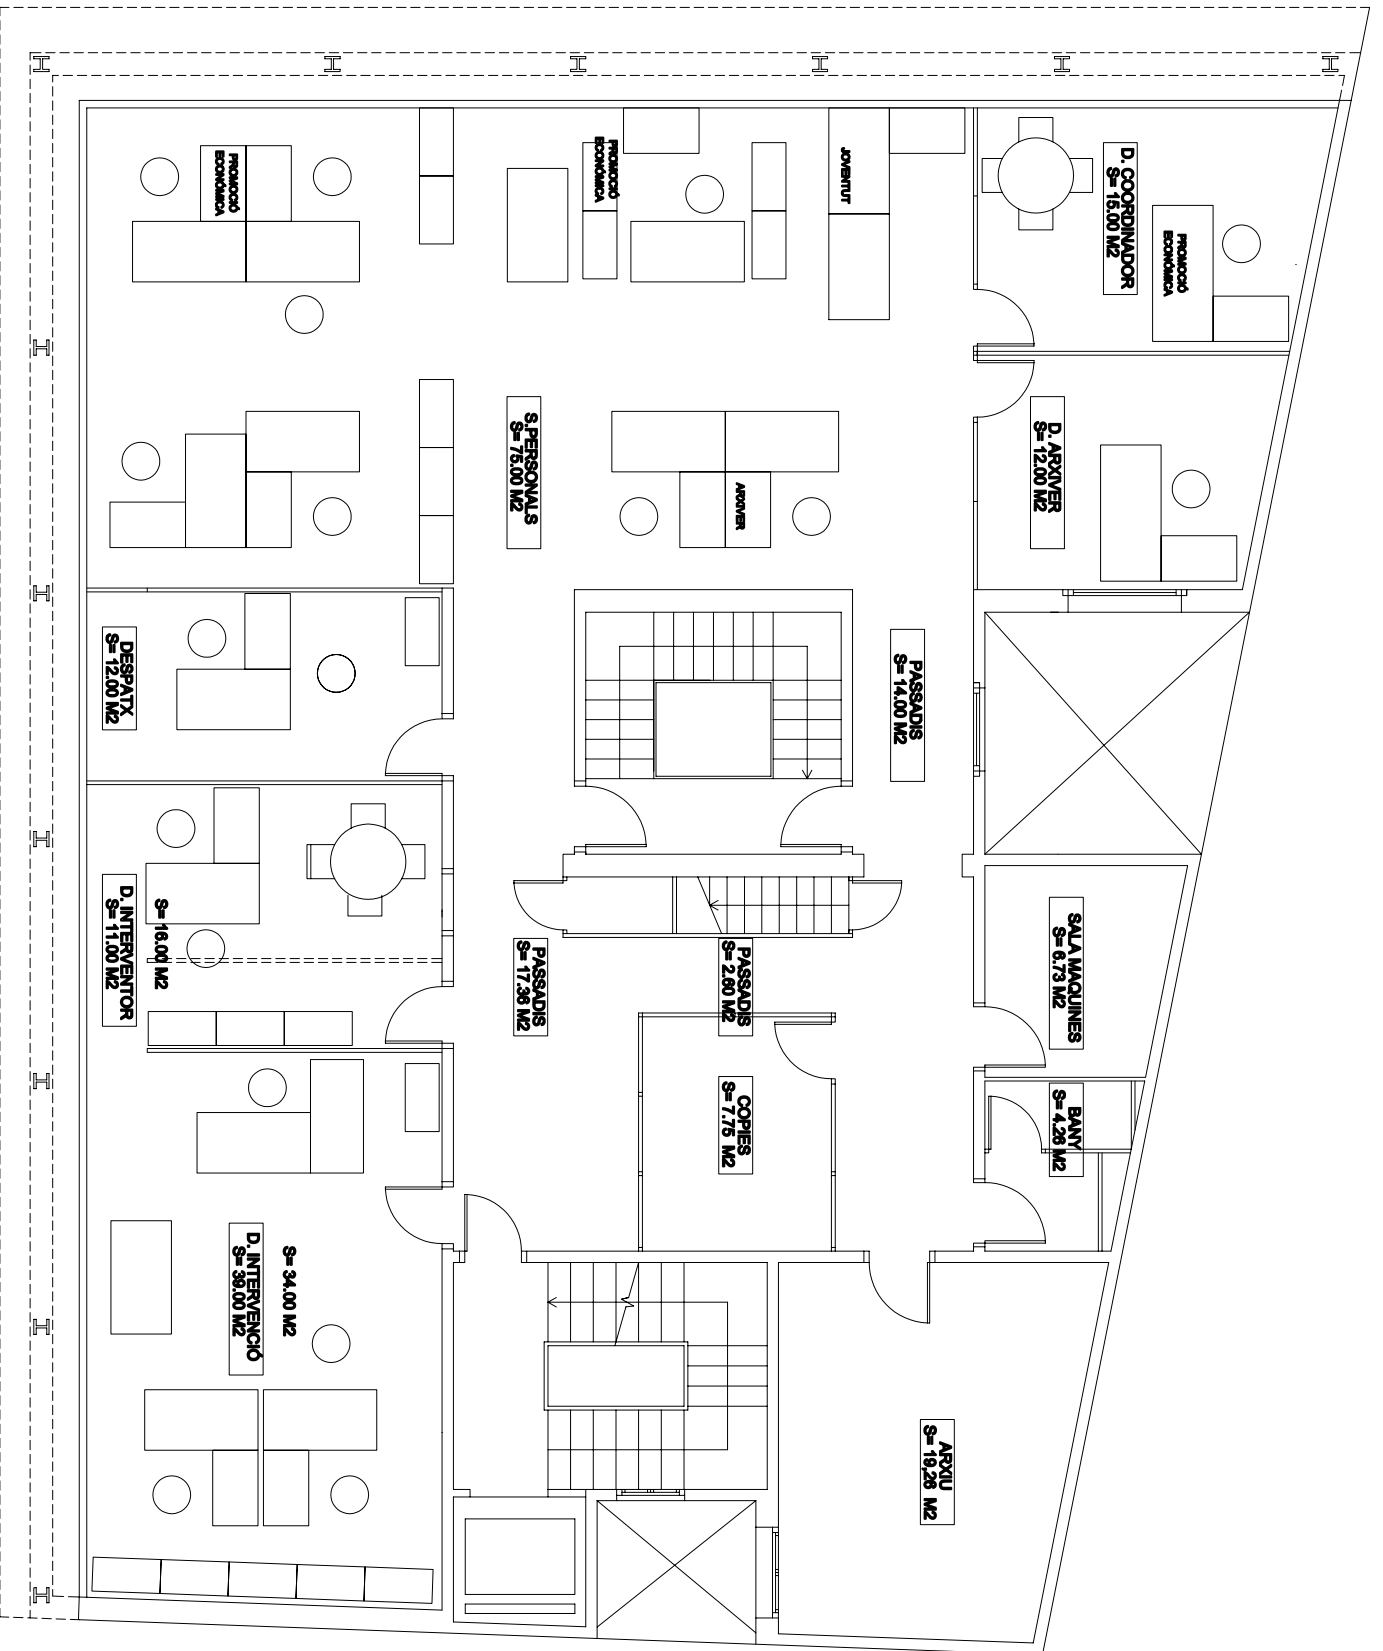 PROMOCIÓ
ECONÓMICA
PROMOCIÓ
ECONÓMICA
JOVENTUT
D. COORDINADOR
S= 15.00 M2
PROMOCIÓ
ECONÓMICA
S.PERSONALS
S= 75.00 M2
ARXIVER
D. ARXIVER
S= 12.00 M2
DESPATX
S= 12.00 M2
PASSADIS
S= 14.00 M2
S= 16.00 M2
D. INTERVENTOR
S= 11.00 M2
PASSADIS
S= 17.36 M2
PASSADIS
S= 2.60 M2
SALA MAQUINES
S= 6.73 M2
COPIES
S= 7.75 M2
BANY
S= 4.26 M2
S= 34.00 M2
D. INTERVENCIÓ
S= 39.00 M2
ARXIU
S= 19,26 M2